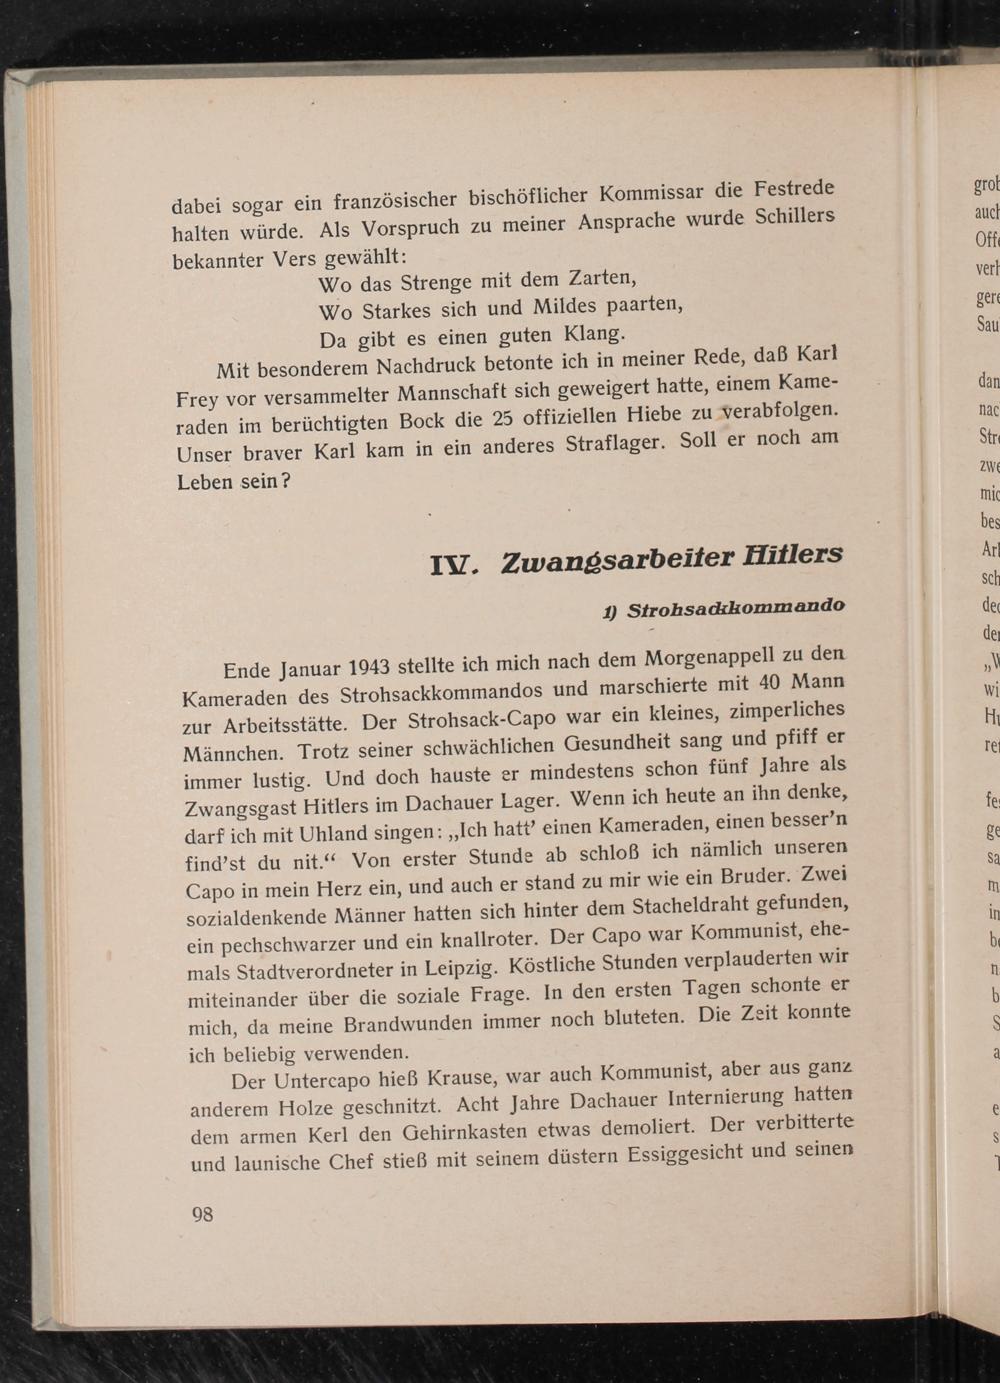 dabei sogar ein französischer bischöflicher Kommissar die Festrede
halten würde. Als Vorspruch zu meiner Ansprache wurde Schillers
bekannter Vers gewählt:
Wo das Strenge mit dem Zarten,
Wo Starkes sich und Mildes paarten,
Da gibt es einen guten Klang.
Mit besonderem Nachdruck betonte ich in meiner Rede, daß Karl
Frey vor versammelter Mannschaft sich geweigert hatte, einem Kame-
raden im berüchtigten Bock die 25 offiziellen Hiebe zu verabfolgen.
Unser braver Karl kam in ein anderes Straflager. Soll er noch am
Leben sein?
IV. Zwangsarbeiter Hitlers
1) Strohsackkommando
Ende Januar 1943 stellte ich mich nach dem Morgenappell zu den
Kameraden des Strohsackkommandos und marschierte mit 40 Mann
zur Arbeitsstätte. Der Strohsack-Capo war ein kleines, zimperliches
Männchen. Trotz seiner schwächlichen Gesundheit sang und pfiff er
immer lustig. Und doch hauste er mindestens schon fünf Jahre als
Zwangsgast Hitlers im Dachauer Lager. Wenn ich heute an ihn denke,
darf ich mit Uhland singen: „Ich hatt' einen Kameraden, einen besser'n
find'st du nit.“ Von erster Stunde ab schloß ich nämlich unseren
Capo in mein Herz ein, und auch er stand zu mir wie ein Bruder. Zwei
sozialdenkende Männer hatten sich hinter dem Stacheldraht gefunden,
ein pechschwarzer und ein knallroter. Der Capo war Kommunist, ehe-
mals Stadtverordneter in Leipzig. Köstliche Stunden verplauderten wir
miteinander über die soziale Frage. In den ersten Tagen schonte er
mich, da meine Brandwunden immer noch bluteten. Die Zeit konnte
ich beliebig verwenden.
Der Untercapo hieß Krause, war auch Kommunist, aber aus ganz
anderem Holze geschnitzt. Acht Jahre Dachauer Internierung hatten
dem armen Kerl den Gehirnkasten etwas demoliert. Der verbitterte
und launische Chef stieß mit seinem düstern Essiggesicht und seinen
98